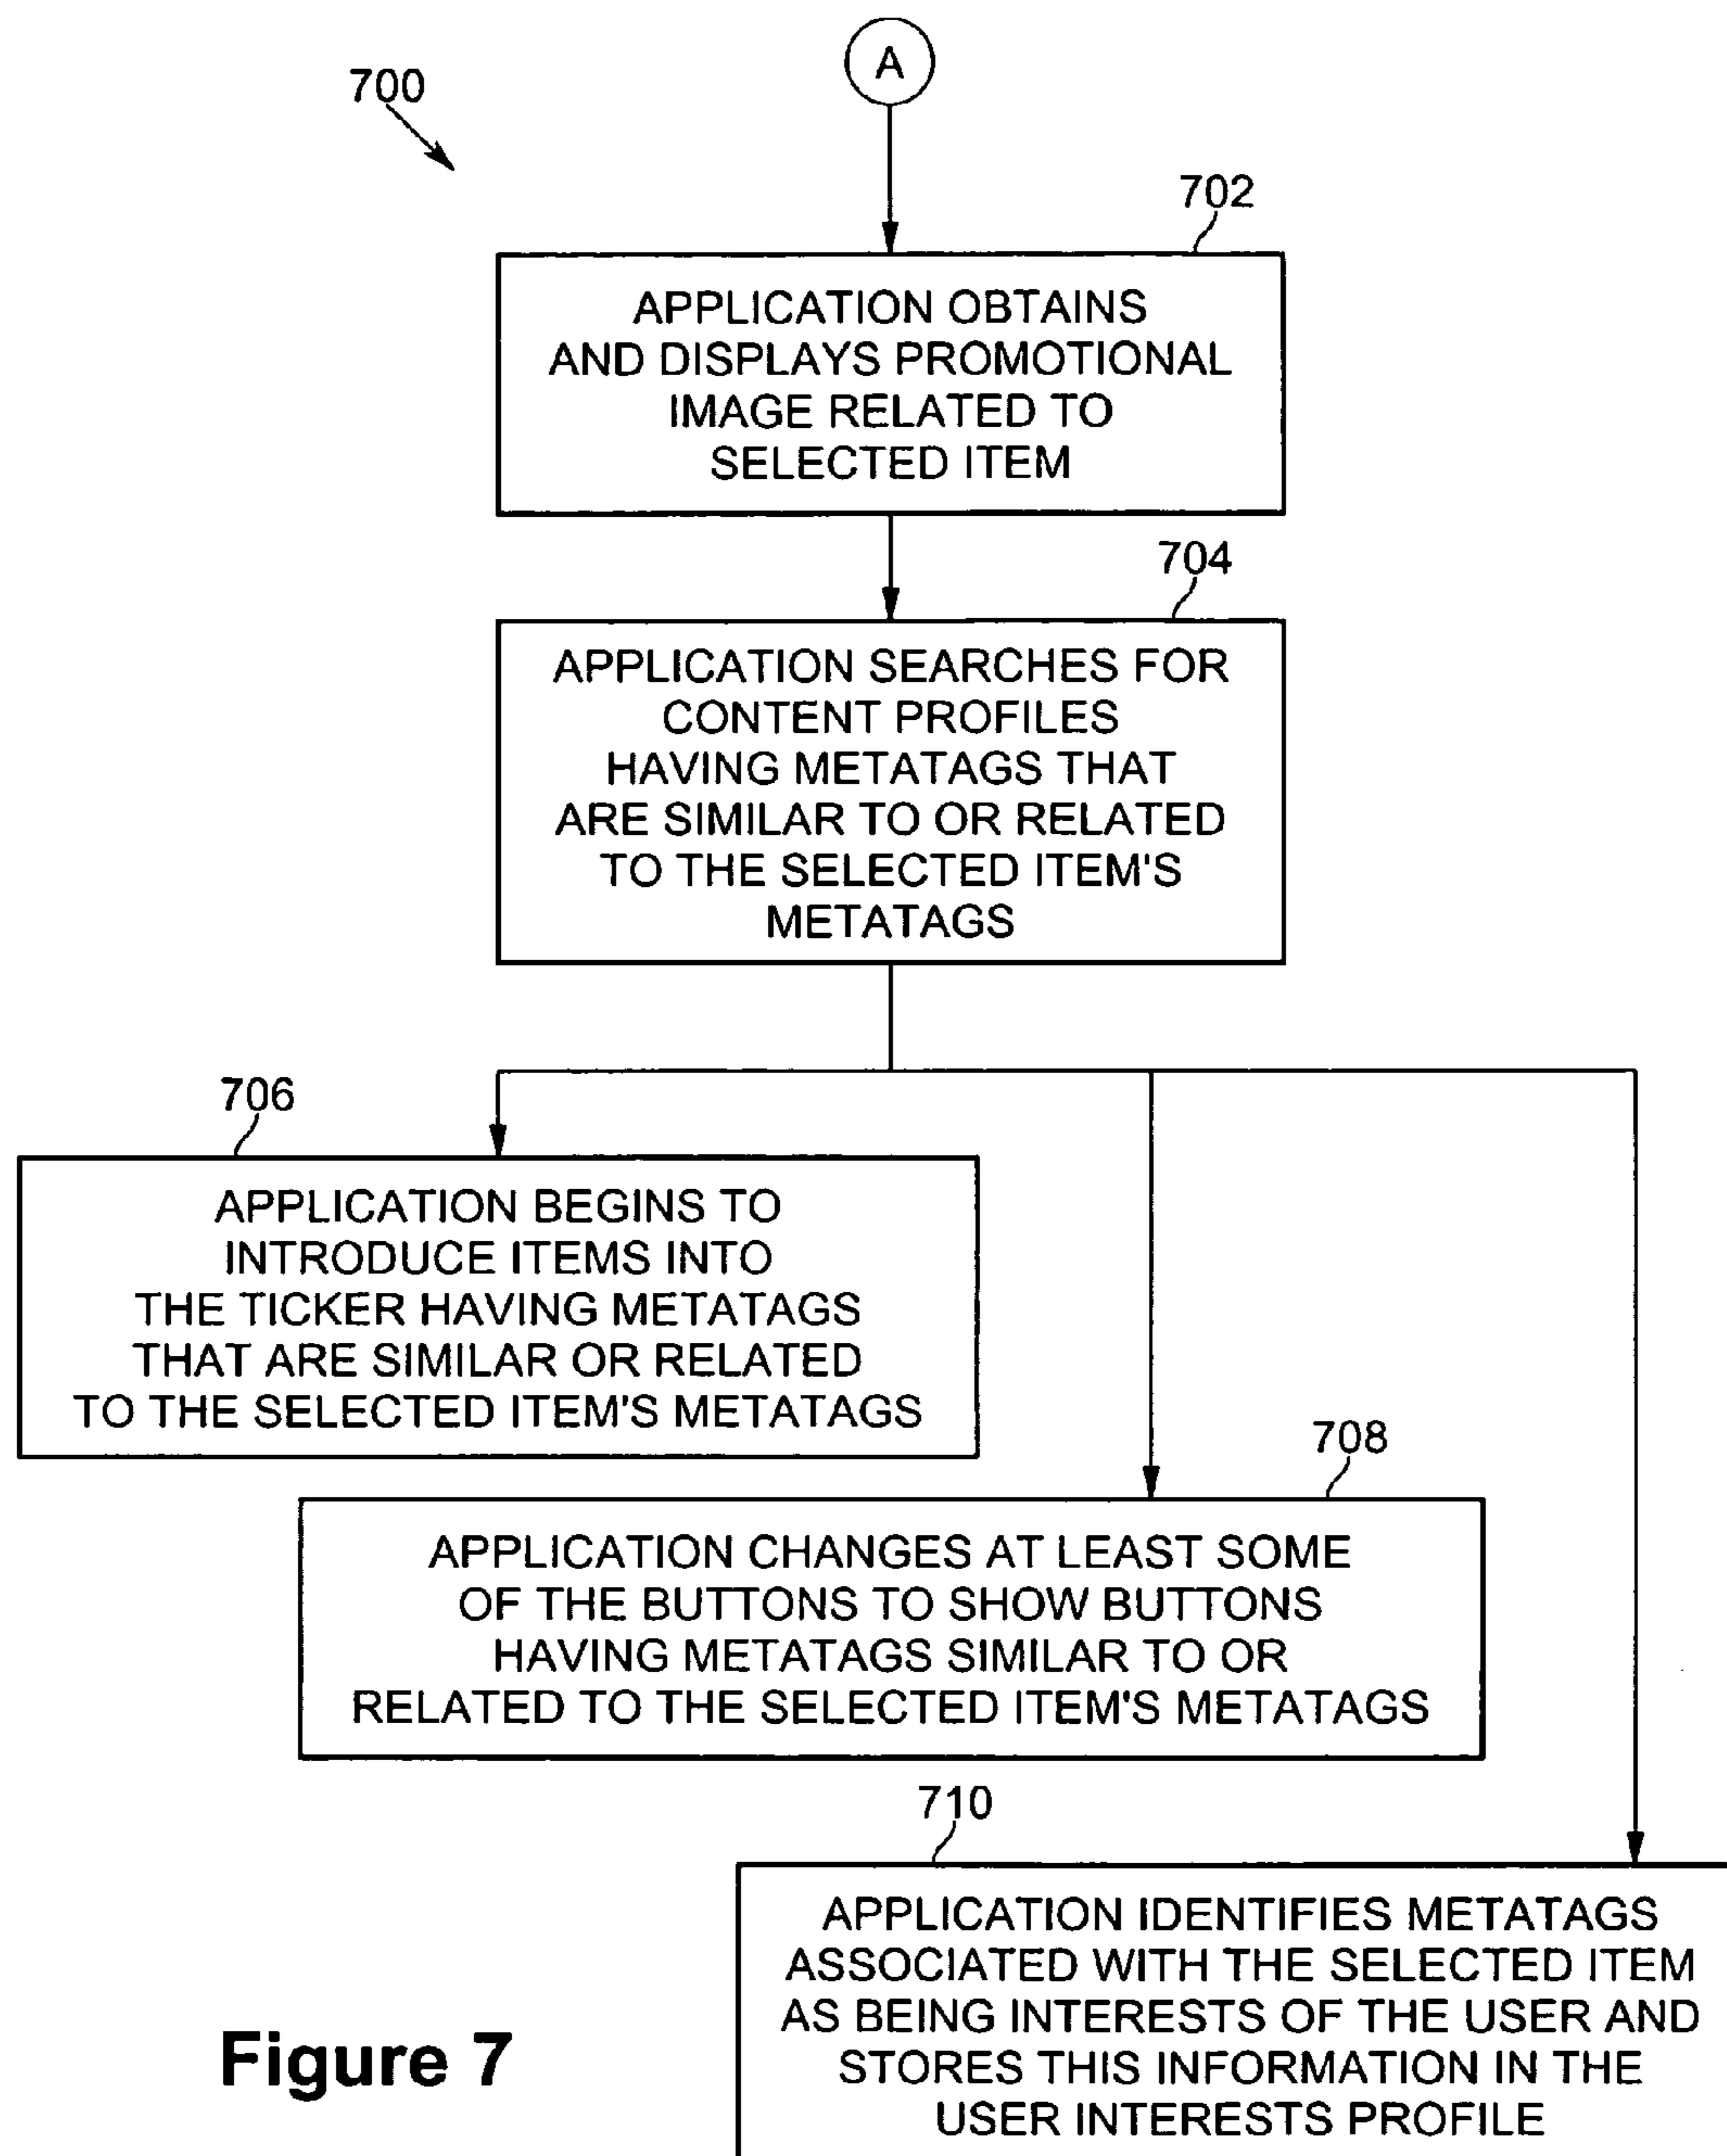 A
700
702
APPLICATION OBTAINS
AND DISPLAYS PROMOTIONAL
IMAGE RELATED TO
SELECTED ITEM
704
APPLICATION SEARCHES FOR
CONTENT PROFILES
HAVING METATAGS THAT
ARE SIMILAR TO OR RELATED
TO THE SELECTED ITEM'S
METATAGS
706
APPLICATION BEGINS TO
INTRODUCE ITEMS INTO
THE TICKER HAVING METATAGS
THAT ARE SIMILAR OR RELATED
TO THE SELECTED ITEM'S METATAGS
708
APPLICATION CHANGES AT LEAST SOME
OF THE BUTTONS TO SHOW BUTTONS
HAVING METATAGS SIMILAR TO OR
RELATED TO THE SELECTED ITEM'S METATAGS
710
APPLICATION IDENTIFIES METATAGS
ASSOCIATED WITH THE SELECTED ITEM
AS BEING INTERESTS OF THE USER AND
STORES THIS INFORMATION IN THE
USER INTERESTS PROFILE
Figure 7